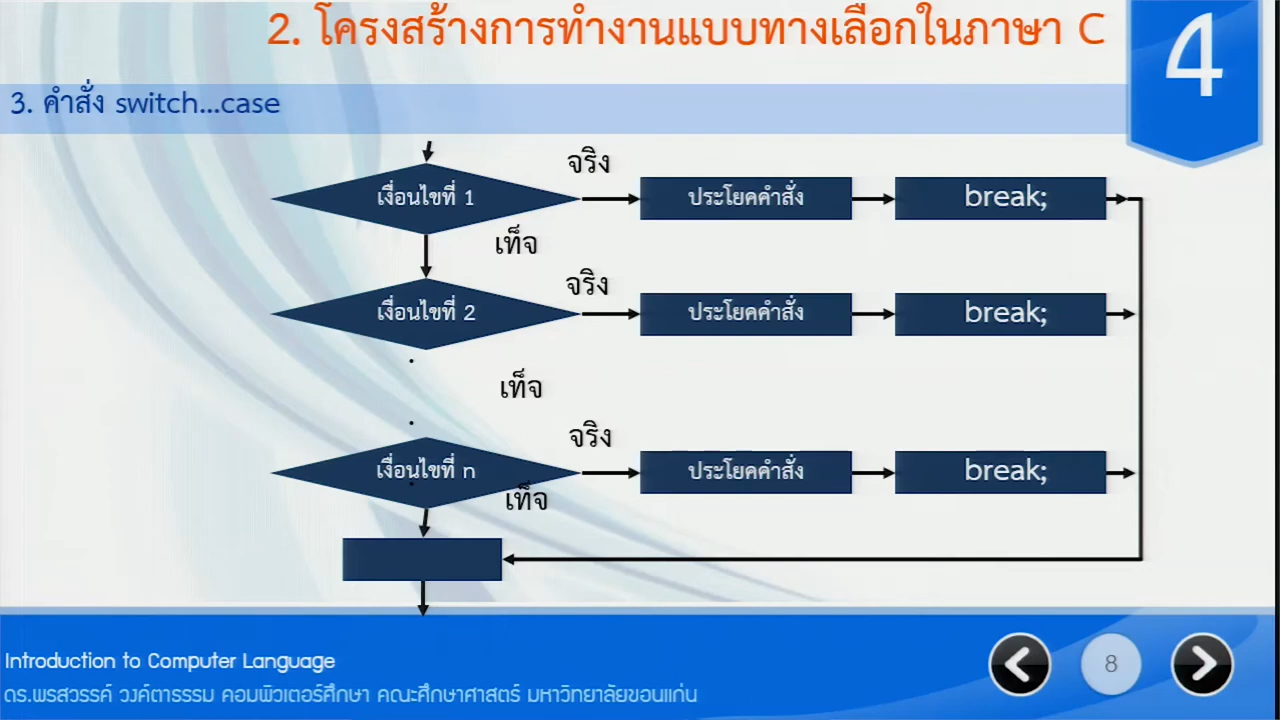 2. โครงสร้างการทำงานแบบทางเลือกในภาษา C
4
3. คำสั่ง switch...case
เงื่อนไขที่ 1
จริง
ประโยคคำสั่ง
break;
เท็จ
เงื่อนไขที่ 2
จริง
ประโยคคำสั่ง
break;
เท็จ
เงื่อนไขที่ n
จริง
ประโยคคำสั่ง
break;
เท็จ
Introduction to Computer Language
8
ดร.พรสวรรค์ วงค์ตาธรรม คอมพิวเตอร์ศึกษา คณะศึกษาศาสตร์ มหาวิทยาลัยขอนแก่น